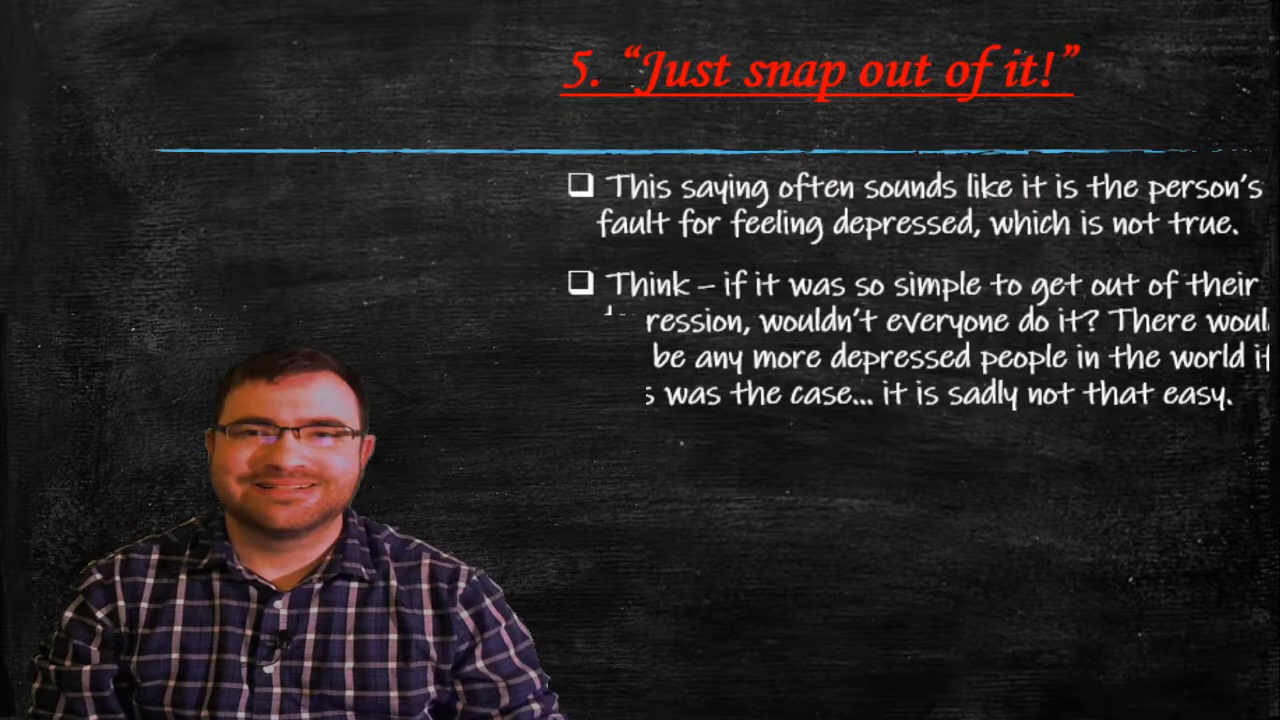 5. “Just snap out of it!”
This saying often sounds like it is the person’s
fault for feeling depressed, which is not true.
Think – if it was so simple to get out of their
ression, wouldn’t everyone do it? There woul
be any more depressed people in the world if
s was the case... it is sadly not that easy.